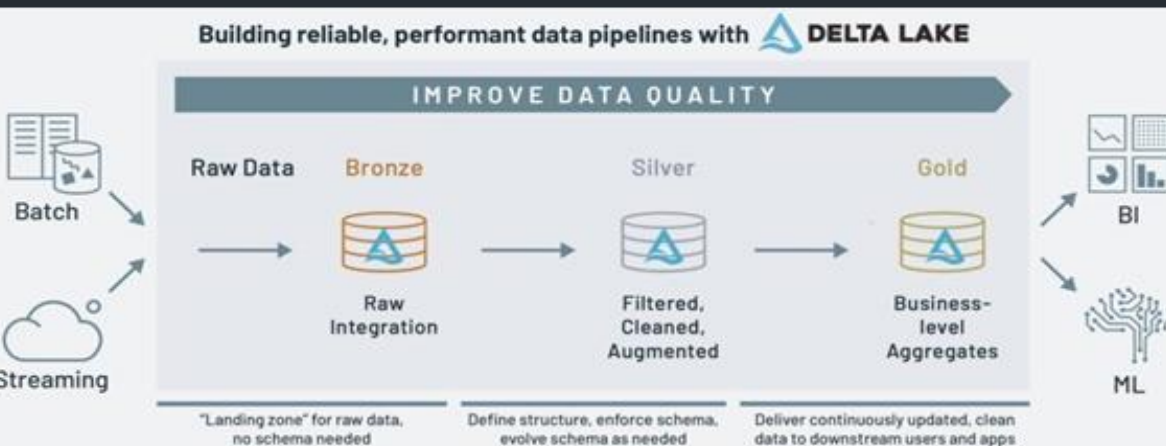 Building reliable, performant data pipelines with DELTA LAKE
IMPROVE DATA QUALITY
Raw Data
Bronze
Silver
Gold
Batch
Streaming
Raw
Integration
Filtered,
Cleaned,
Augmented
Business-
level
Aggregates
BI
ML
"Landing zone" for raw data,
no schema needed
Define structure, enforce schema,
evolve schema as needed
Deliver continuously updated, clean
data to downstream users and apps